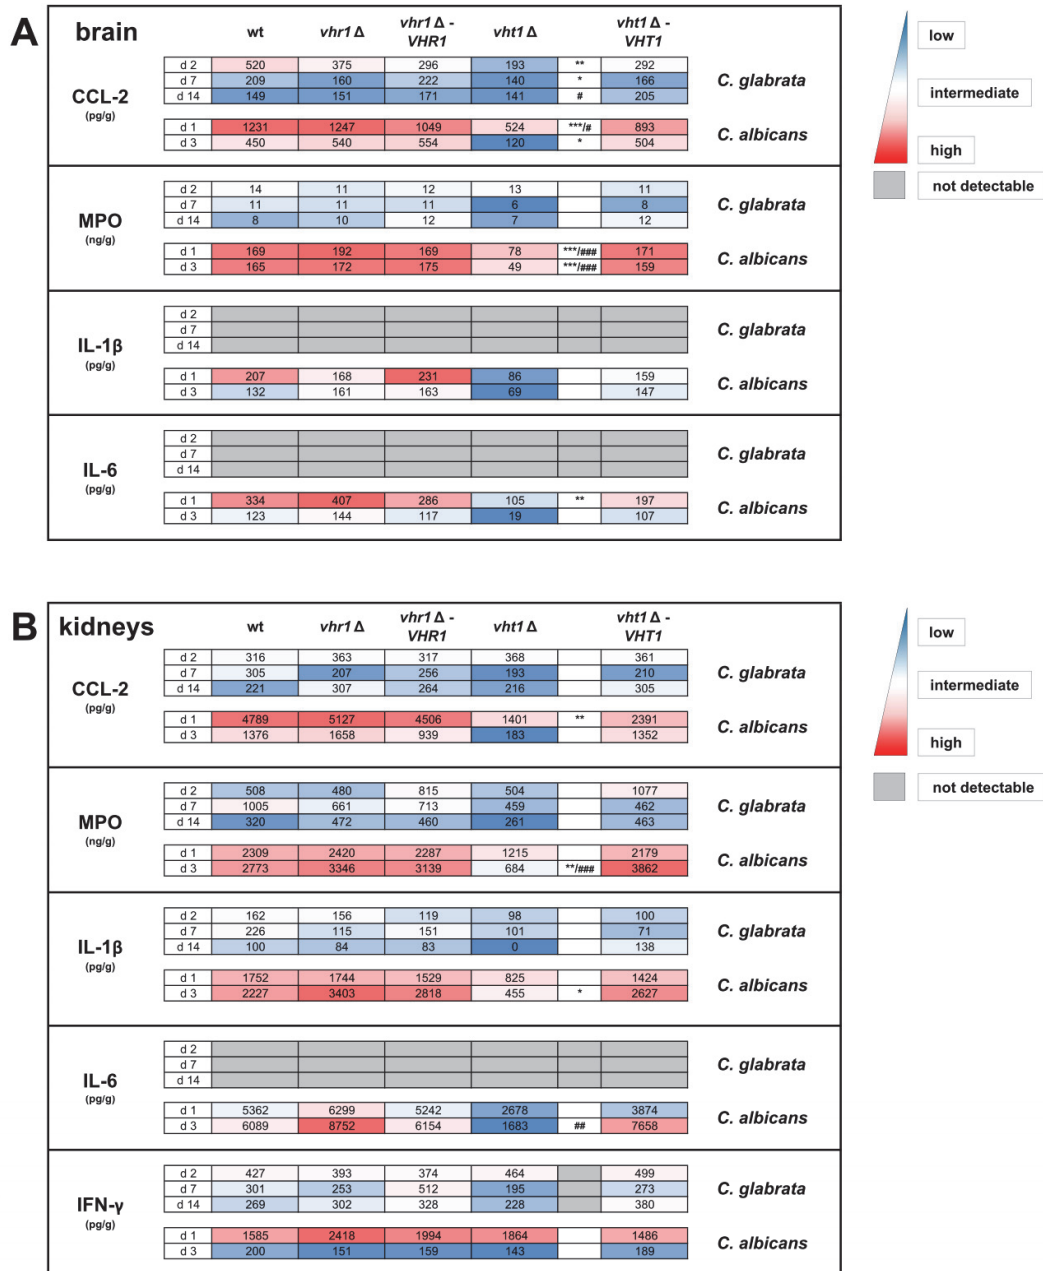 A brain wt vhr1 Δ vhr1 Δ - VHR1 vht1 Δ vht1 Δ - VHT1
CCL-2 (pg/g)
d 2 520 375 296 193 ** 292
d 7 209 160 222 140 * 166 C. glabrata
d 14 149 151 171 141 # 205
d 1 1231 1247 1049 524 ***/# 893 C. albicans
d 3 450 540 554 120 * 504
MPO (ng/g)
d 2 14 11 12 13 11
d 7 11 11 11 6 8 C. glabrata
d 14 8 10 12 7 12
d 1 169 192 169 78 ***/### 171 C. albicans
d 3 165 172 175 49 ***/### 159
IL-1β (pg/g)
d 2
d 7 C. glabrata
d 14
d 1 207 168 231 86 159 C. albicans
d 3 132 161 163 69 147
IL-6 (pg/g)
d 2
d 7 C. glabrata
d 14
d 1 334 407 286 105 ** 197 C. albicans
d 3 123 144 117 19 107
low
intermediate
high
not detectable
B kidneys wt vhr1 Δ vhr1 Δ - VHR1 vht1 Δ vht1 Δ - VHT1
CCL-2 (pg/g)
d 2 316 363 317 368 361
d 7 305 207 256 193 210 C. glabrata
d 14 221 307 264 216 305
d 1 4789 5127 4506 1401 ** 2391 C. albicans
d 3 1376 1658 939 183 1352
MPO (ng/g)
d 2 508 480 815 504 1077
d 7 1005 661 713 459 462 C. glabrata
d 14 320 472 460 261 463
d 1 2309 2420 2287 1215 2179 C. albicans
d 3 2773 3346 3139 684 **/### 3862
IL-1β (pg/g)
d 2 162 156 119 98 100
d 7 226 115 151 101 71 C. glabrata
d 14 100 84 83 0 138
d 1 1752 1744 1529 825 1424 C. albicans
d 3 2227 3403 2818 455 * 2627
IL-6 (pg/g)
d 2
d 7 C. glabrata
d 14
d 1 5362 6299 5242 2678 3874 C. albicans
d 3 6089 8752 6154 1683 ## 7658
IFN-γ (pg/g)
d 2 427 393 374 464 499
d 7 301 253 512 195 273 C. glabrata
d 14 269 302 328 228 380
d 1 1585 2418 1994 1864 1486 C. albicans
d 3 200 151 159 143 189
low
intermediate
high
not detectable